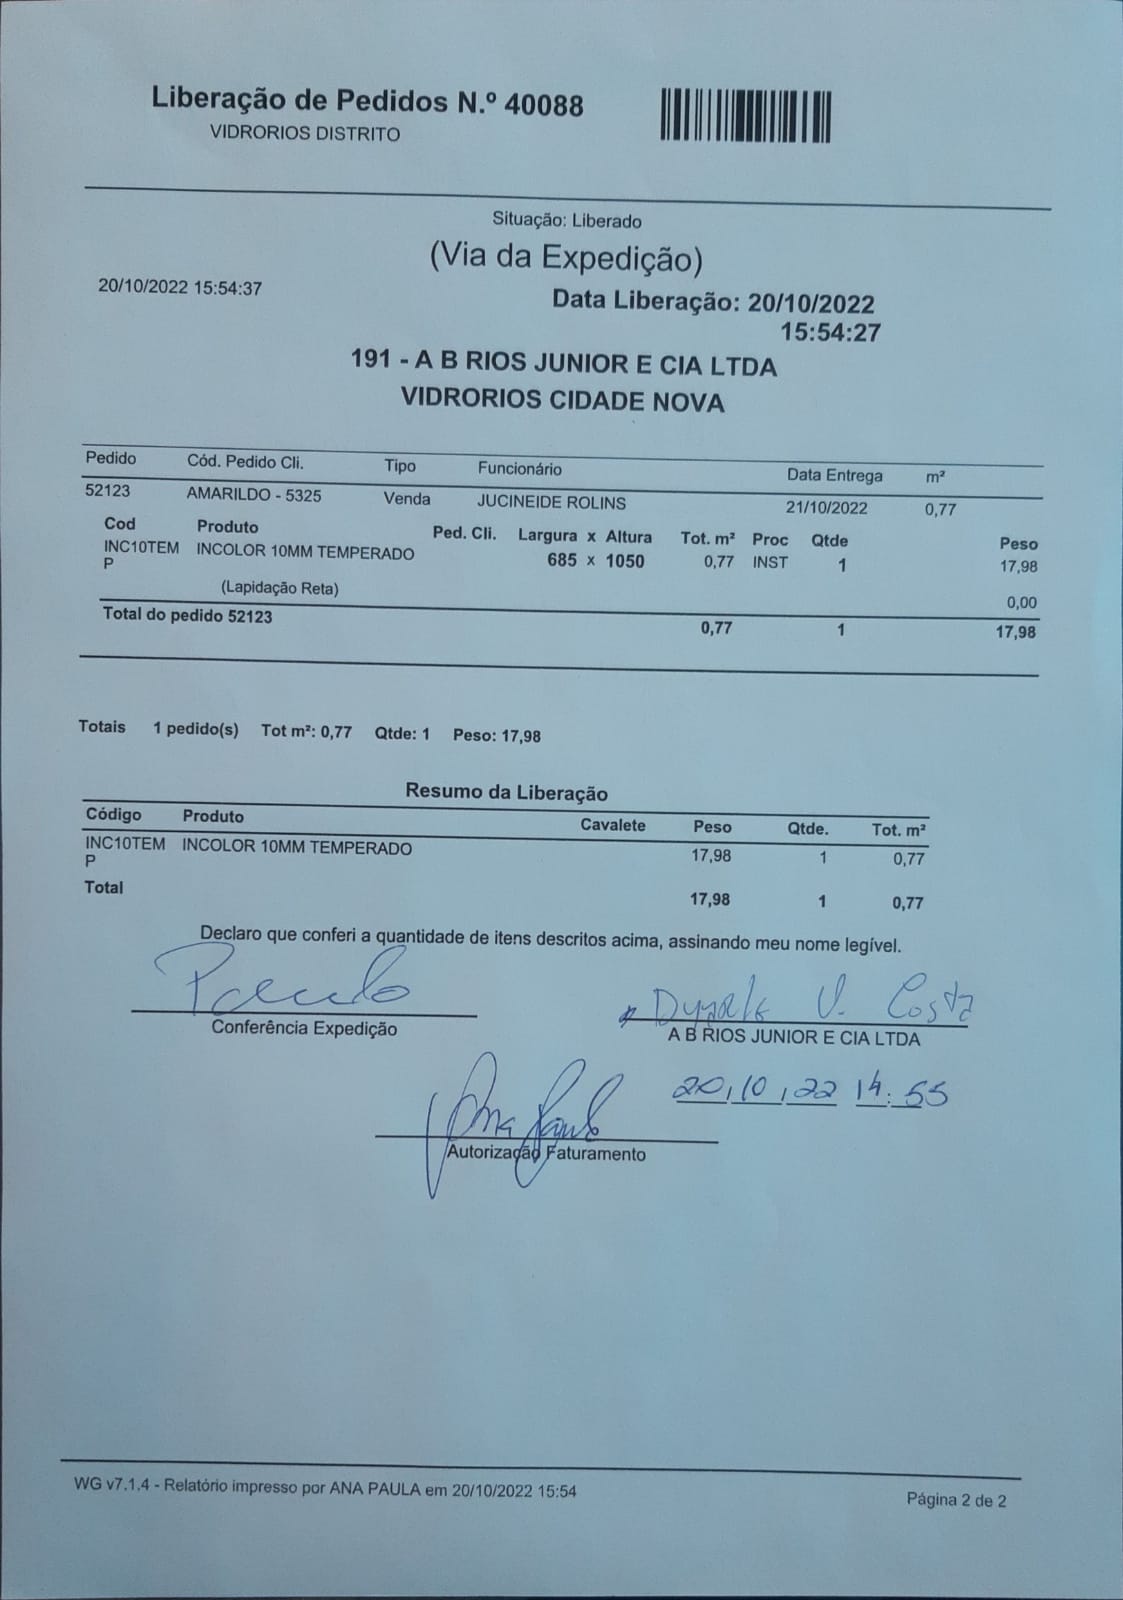 Liberação de Pedidos N.º 40088
VIDRORIOS DISTRITO
Situação: Liberado
(Via da Expedição)
20/10/2022 15:54:37
Data Liberação: 20/10/2022
15:54:27
191 - A B RIOS JUNIOR E CIA LTDA
VIDRORIOS CIDADE NOVA
Pedido Cód. Pedido Cli. Tipo Funcionário Data Entrega m²
52123 AMARILDO - 5325 Venda JUCINEIDE ROLINS 21/10/2022 0,77
Cod Produto Ped. Cli. Largura x Altura Tot. m² Proc Qtde Peso
INC10TEM INCOLOR 10MM TEMPERADO 685 x 1050 0,77 INST 1 17,98
P
(Lapidação Reta) 0,00
Total do pedido 52123 0,77 1 17,98
Totais 1 pedido(s) Tot m²: 0,77 Qtde: 1 Peso: 17,98
Resumo da Liberação
Código Produto Cavalete Peso Qtde. Tot. m²
INC10TEM INCOLOR 10MM TEMPERADO 17,98 1 0,77
P
Total 17,98 1 0,77
Declaro que conferi a quantidade de itens descritos acima, assinando meu nome legível.
V. Costa
Conferência Expedição A B RIOS JUNIOR E CIA LTDA
20,10,22 14:55
Ana Paula
Autorização Faturamento
WG v7.1.4 - Relatório impresso por ANA PAULA em 20/10/2022 15:54
Página 2 de 2